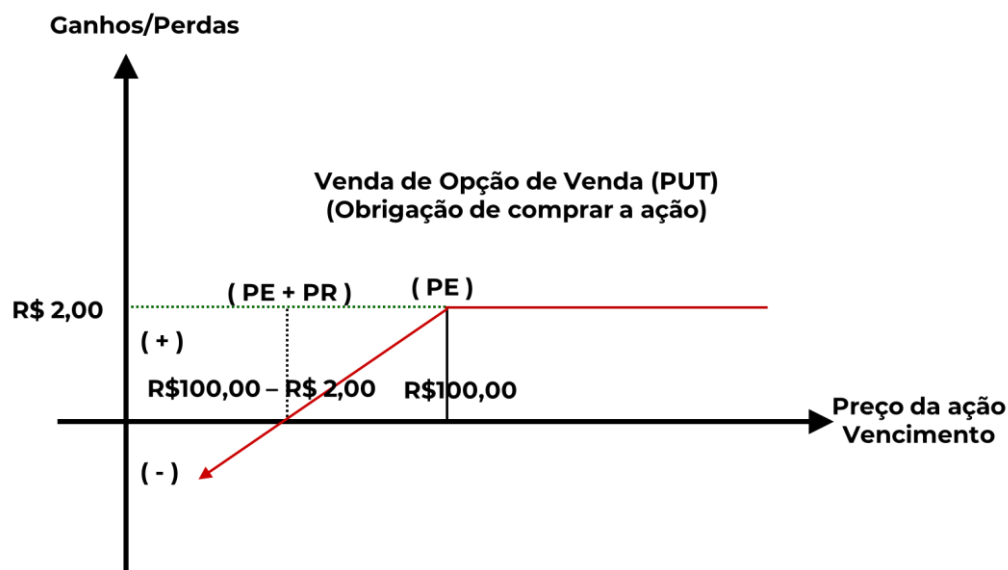 Ganhos/Perdas
Venda de Opção de Venda (PUT)
(Obrigação de comprar a ação)
( PE + PR )
( PE )
R$ 2,00
( + )
R$100,00 – R$ 2,00
R$100,00
Preço da ação
Vencimento
( - )